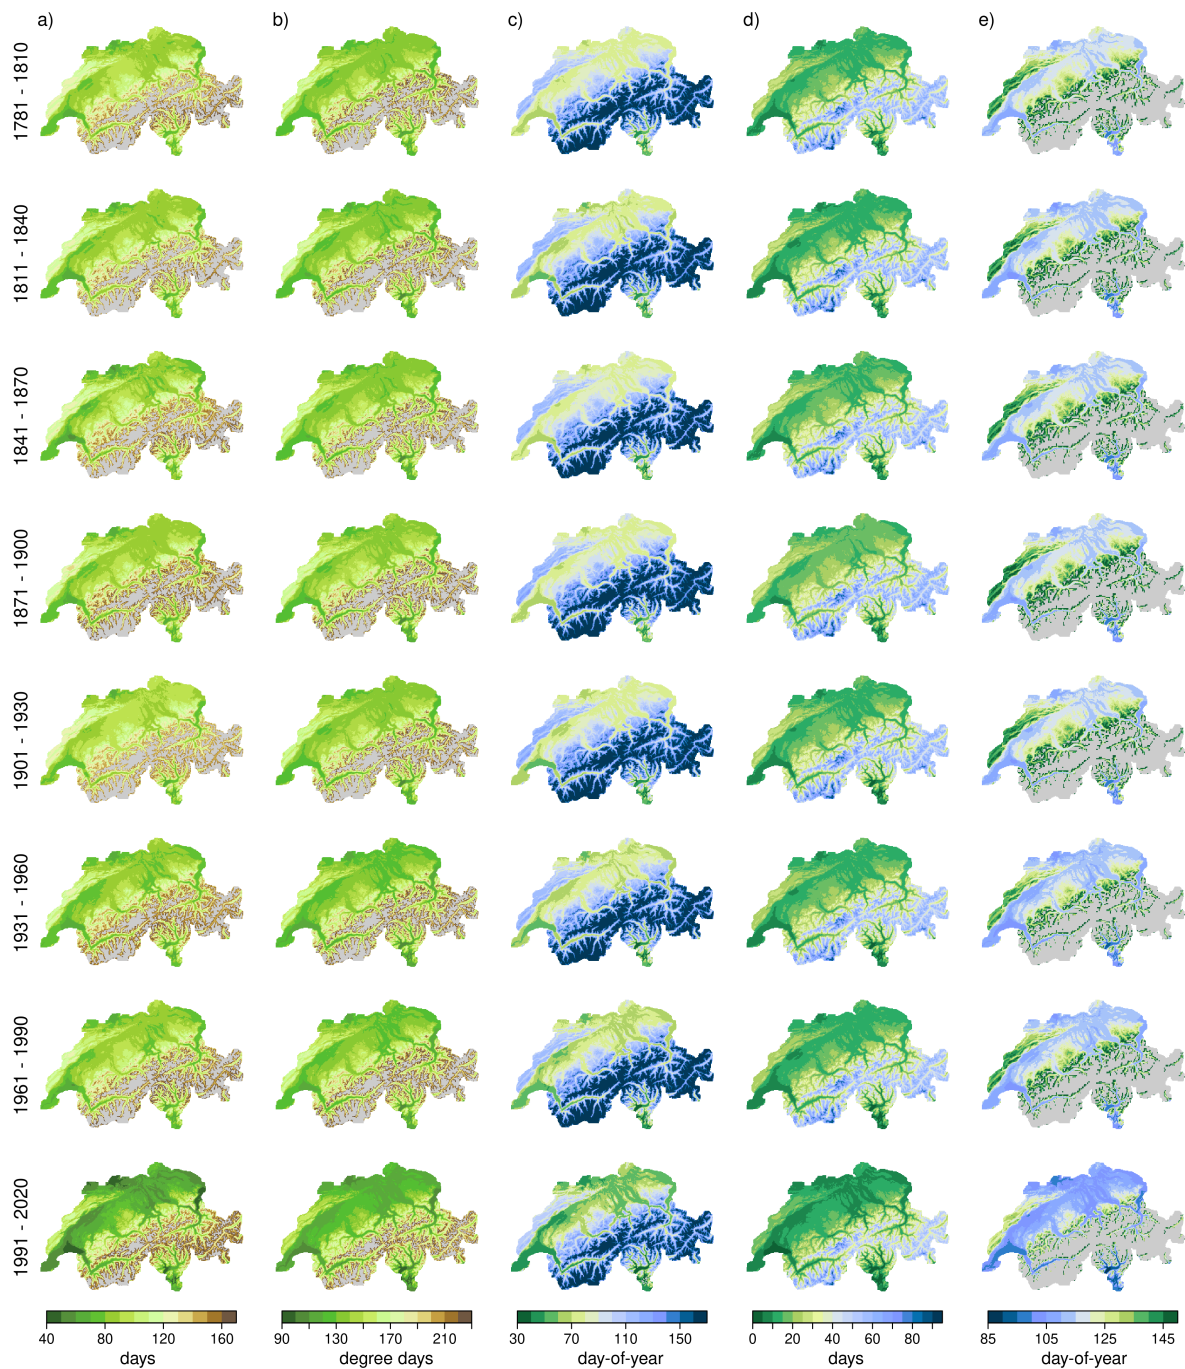 a) b) c) d) e)
1781 - 1810
1811 - 1840
1841 - 1870
1871 - 1900
1901 - 1930
1931 - 1960
1961 - 1990
1991 - 2020
40 80 120 160
90 130 170 210
30 70 110 150
0 20 40 60 80
85 105 125 145
days
degree days
day-of-year
days
day-of-year